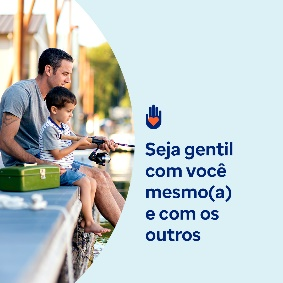 Seja gentil
com você
mesmo(a)
e com os
outros